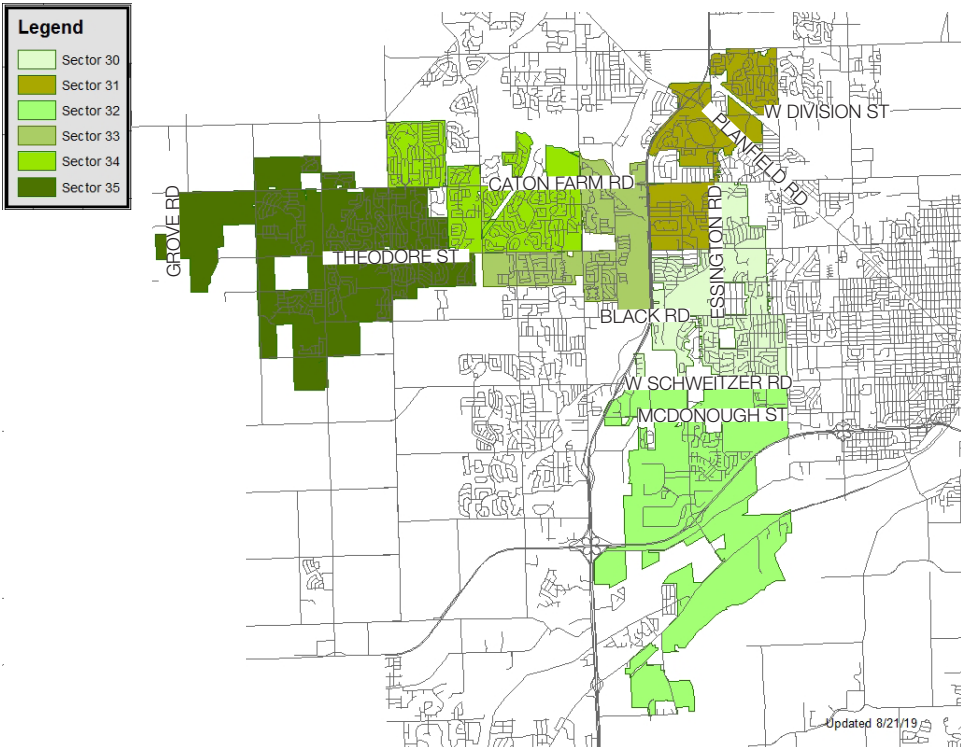 Legend
Sector 30
Sector 31
Sector 32
Sector 33
Sector 34
Sector 35
W DIVISION ST
PLANFIELD RD
CATON FARM RD
GROVE RD
ESSINGTON RD
THEODORE ST
BLACK RD
W SCHWEITZER RD
MCDONOUGH ST
Updated 8/21/19